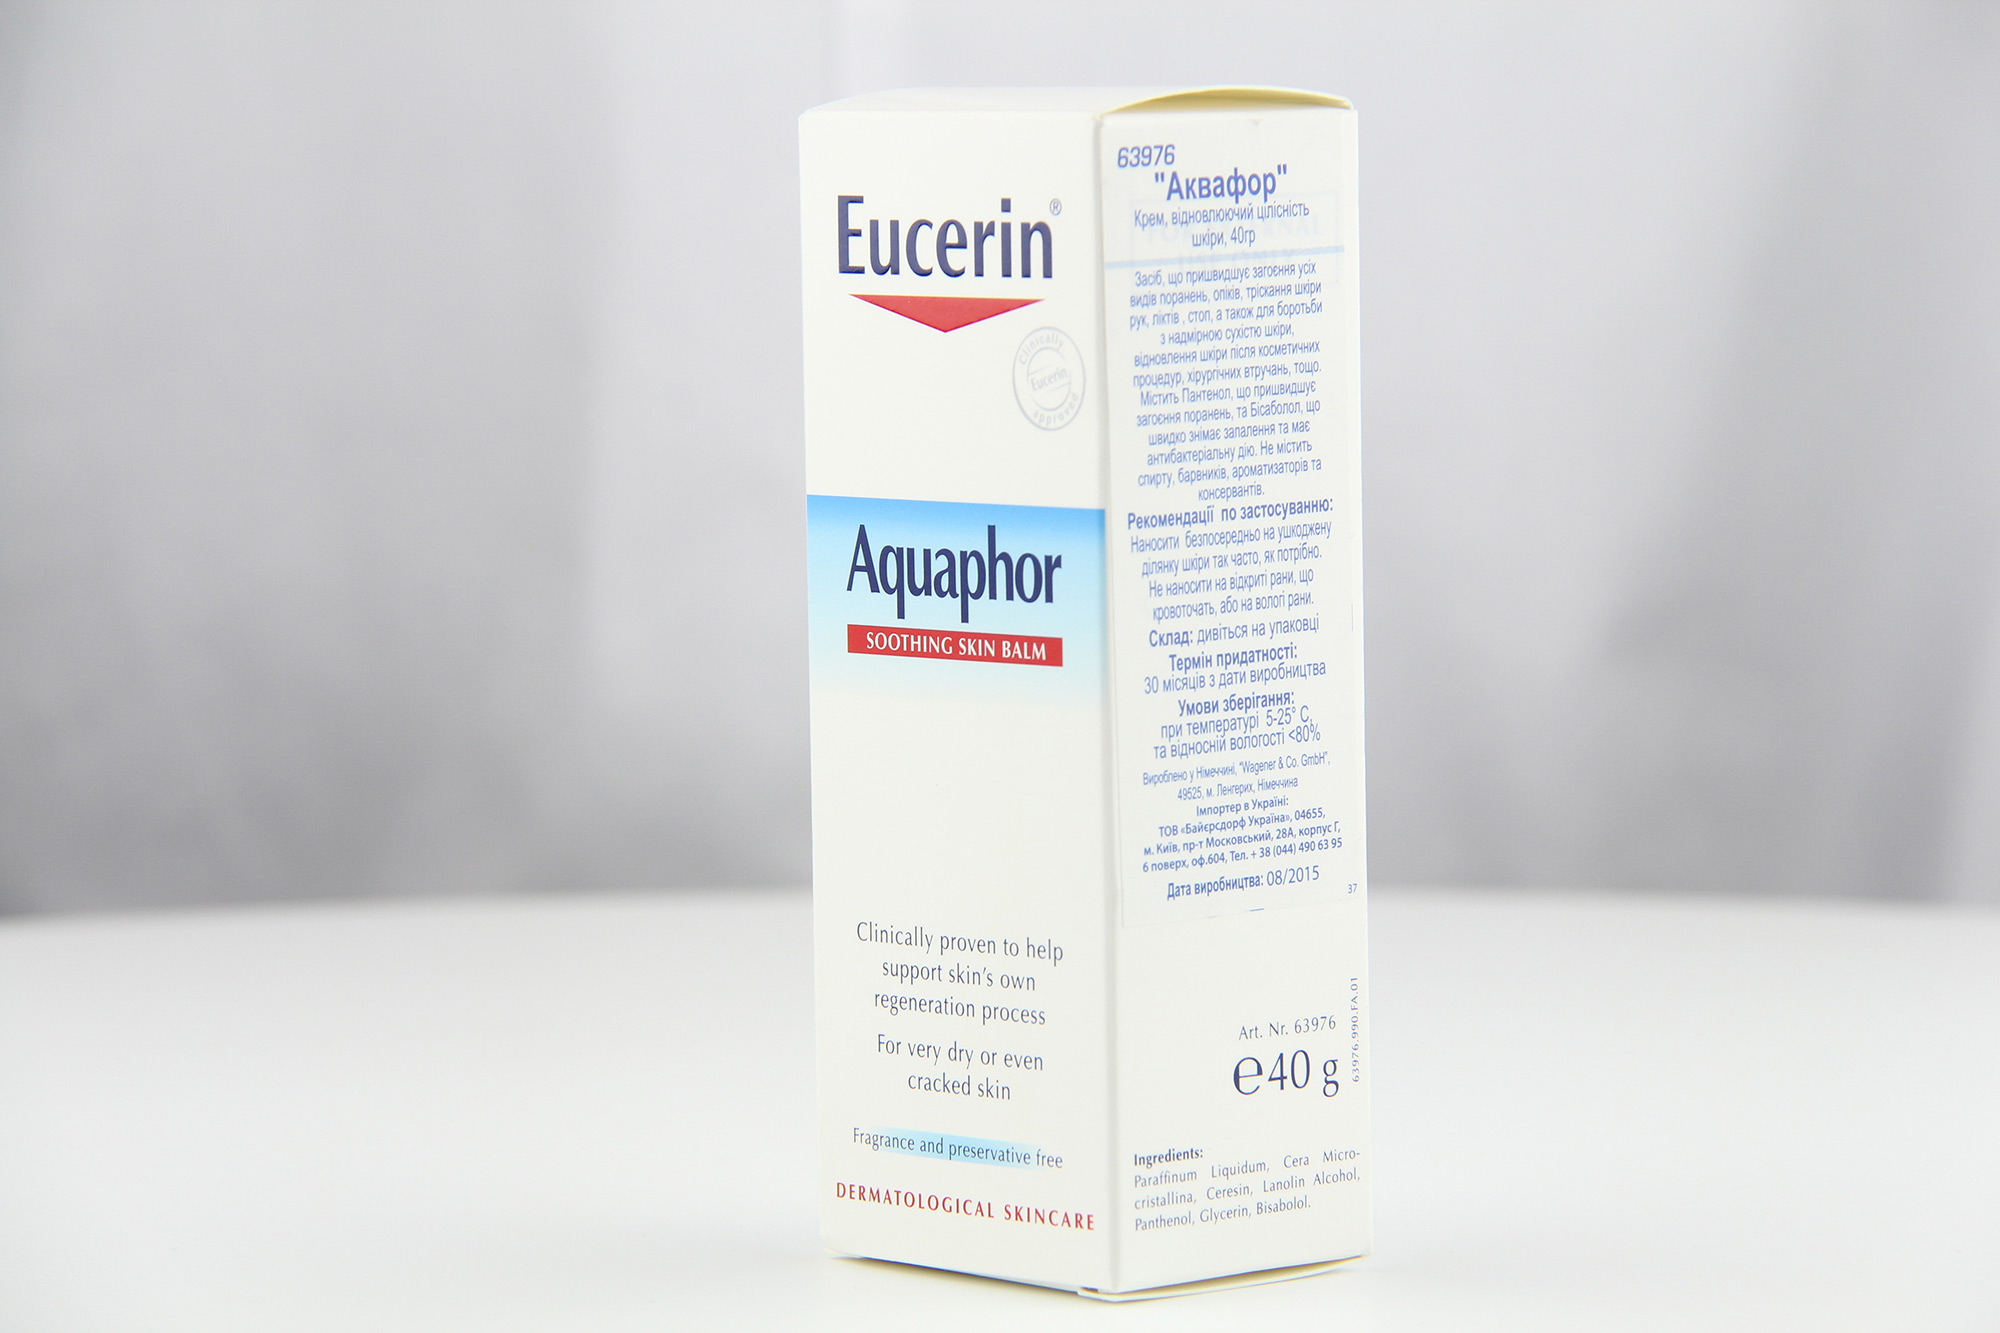 Eucerin®
Clinically
Eucerin
approved
Aquaphor
SOOTHING SKIN BALM
Clinically proven to help
support skin's own
regeneration process
For very dry or even
cracked skin
Fragrance and preservative free
DERMATOLOGICAL SKINCARE
63976
"Аквафор"
Крем, відновлюючий цілісність
шкіри, 40гр
Засіб, що пришвидшує загоєння усіх
видів поранень, опіків, тріскання шкіри
рук, ліктів , стоп, а також для боротьби
з надмірною сухістю шкіри,
відновлення шкіри після косметичних
процедур, хірургічних втручань, тощо.
Містить Пантенол, що пришвидшує
загоєння поранень, та Бісаболол, що
швидко знімає запалення та має
антибактеріальну дію. Не містить
спирту, барвників, ароматизаторів та
консервантів.
Рекомендації по застосуванню:
Наносити безпосередньо на ушкоджену
ділянку шкіри так часто, як потрібно.
Не наносити на відкриті рани, що
кровоточать, або на вологі рани.
Склад: дивіться на упаковці
Термін придатності:
30 місяців з дати виробництва
Умови зберігання:
при температурі 5-25° С,
та відносній вологості <80%
Вироблено у Німеччині, "Wagener & Co. GmbH",
49525, м. Ленгерих, Німеччина
Імпортер в Україні:
ТОВ «Байєрсдорф Україна», 04655,
м. Київ, пр-т Московський, 28А, корпус Г,
6 поверх, оф.604, Тел. + 38 (044) 490 63 95
Дата виробництва: 08/2015
37
Art. Nr. 63976
℮40 g
63976.990.FA.01
Ingredients:
Paraffinum Liquidum, Cera Micro-
cristallina, Ceresin, Lanolin Alcohol,
Panthenol, Glycerin, Bisabolol.